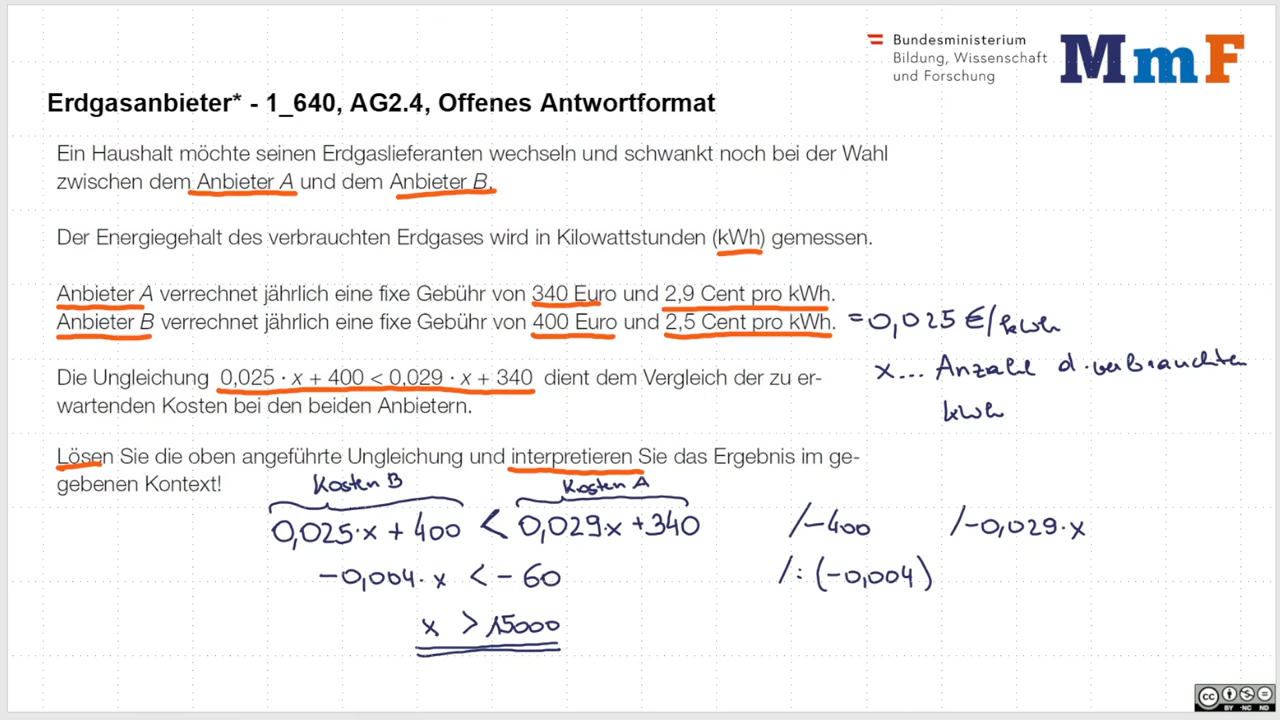 Bundesministerium
Bildung, Wissenschaft
und Forschung
MmF
Erdgasanbieter* - 1_640, AG2.4, Offenes Antwortformat
Ein Haushalt möchte seinen Erdgaslieferanten wechseln und schwankt noch bei der Wahl
zwischen dem Anbieter A und dem Anbieter B.
Der Energiegehalt des verbrauchten Erdgases wird in Kilowattstunden (kWh) gemessen.
Anbieter A verrechnet jährlich eine fixe Gebühr von 340 Euro und 2,9 Cent pro kWh.
Anbieter B verrechnet jährlich eine fixe Gebühr von 400 Euro und 2,5 Cent pro kWh. = 0,025 €/kWh
x... Anzahl d. verbrauchten
kWh
Die Ungleichung 0,025 · x + 400 < 0,029 · x + 340 dient dem Vergleich der zu er-
wartenden Kosten bei den beiden Anbietern.
Lösen Sie die oben angeführte Ungleichung und interpretieren Sie das Ergebnis im ge-
gebenen Kontext!
Kosten B Kosten A
0,025·x + 400 < 0,029·x + 340 /-400 /-0,029·x
-0,004·x < -60 /:(-0,004)
x > 15000
cc BY NC ND